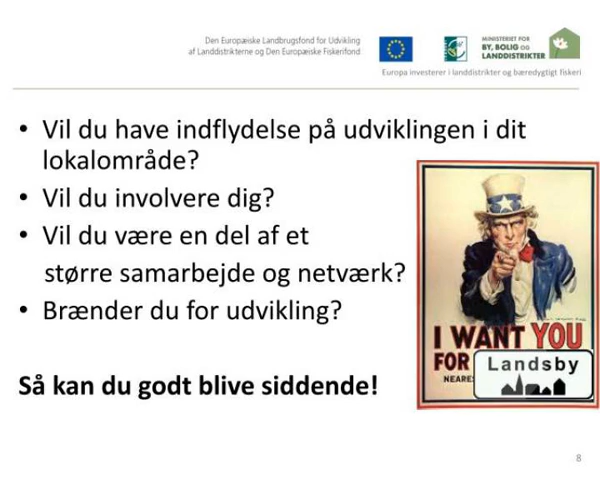 Den Europæiske Landbrugsfond for Udvikling
af Landdistrikterne og Den Europæiske Fiskerifond
MINISTERIET FOR
BY, BOLIG OG
LANDDISTRIKTER
Europa investerer i landdistrikter og bæredygtigt fiskeri
• Vil du have indflydelse på udviklingen i dit
lokalområde?
• Vil du involvere dig?
• Vil du være en del af et
større samarbejde og netværk?
• Brænder du for udvikling?
Så kan du godt blive siddende!
I WANT YOU
FOR
Landsby
8